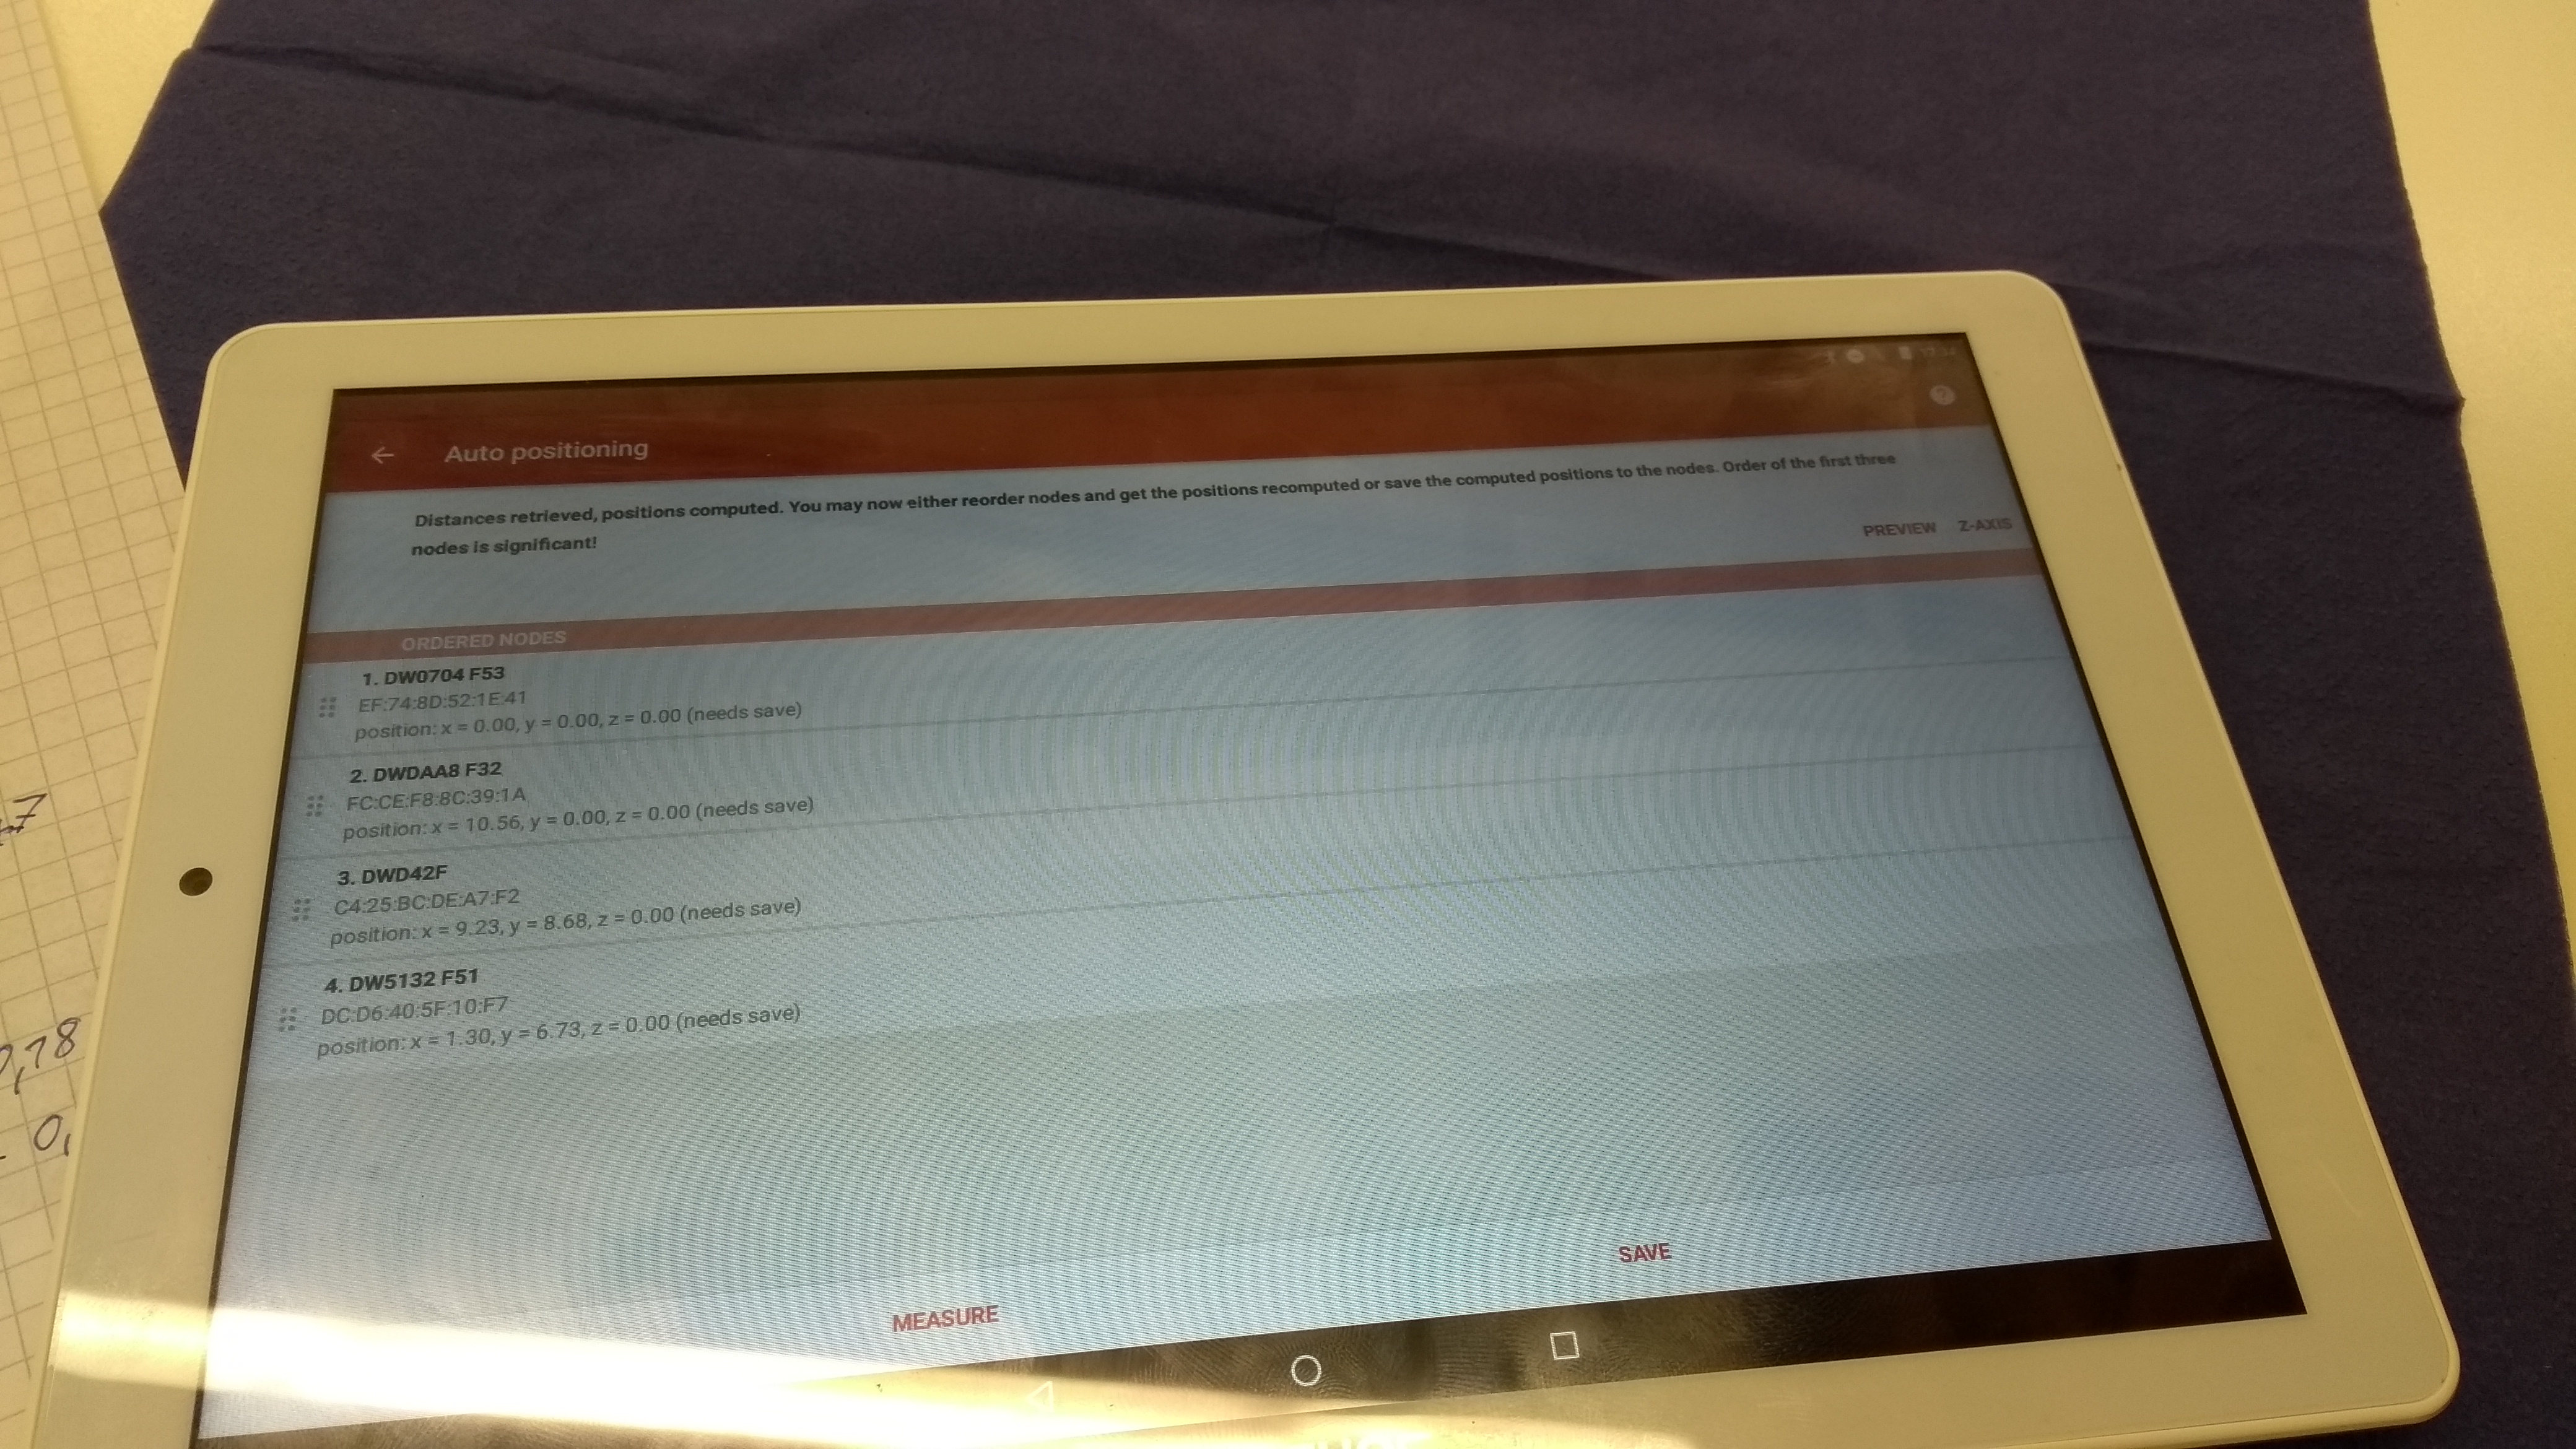 Auto positioning
Distances retrieved, positions computed. You may now either reorder nodes and get the positions recomputed or save the computed positions to the nodes. Order of the first three
nodes is significant!
PREVIEW Z-AXIS
ORDERED NODES
1. DW0704 F53
EF:74:8D:52:1E:41
position: x = 0.00, y = 0.00, z = 0.00 (needs save)
2. DWDAA8 F32
FC:CE:F8:8C:39:1A
position: x = 10.56, y = 0.00, z = 0.00 (needs save)
3. DWD42F
C4:25:BC:DE:A7:F2
position: x = 9.23, y = 8.68, z = 0.00 (needs save)
4. DW5132 F51
DC:D6:40:5F:10:F7
position: x = 1.30, y = 6.73, z = 0.00 (needs save)
MEASURE SAVE
7
0,